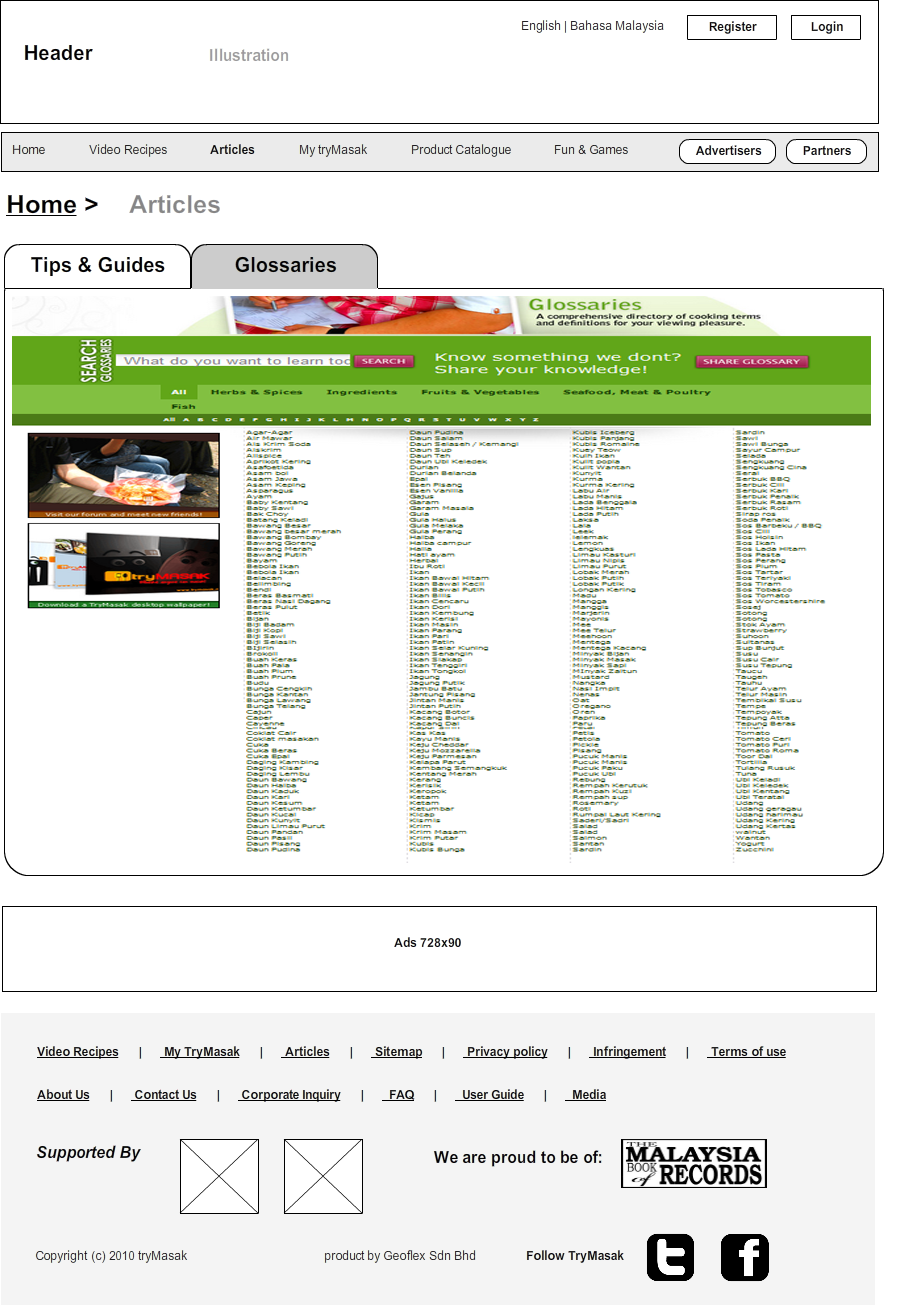 English | Bahasa Malaysia
Register
Login
Header
Illustration
Home
Video Recipes
Articles
My tryMasak
Product Catalogue
Fun & Games
Advertisers
Partners
Home > Articles
Tips & Guides
Glossaries
Glossaries
A comprehensive directory of cooking terms
and definitions for your viewing pleasure.
SEARCH
GLOSSARIES
What do you want to learn toc
SEARCH
Know something we dont?
Share your knowledge!
SHARE GLOSSARY
All
Herbs & Spices
Ingredients
Fruits & Vegetables
Seafood, Meat & Poultry
Fish
All A B C D E F G H I J K L M N O P Q R S T U V W X Y Z
Visit our forum and meet new friends!
tryMASAK
Download a TryMasak desktop wallpaper!
Agar-Agar
Air Mawar
Ais Krim Soda
Aiskrim
Allspice
Aprikot Kering
Asafoetida
Asam boi
Asam Jawa
Asam Keping
Asparagus
Ayam
Baby Kentang
Baby Sawi
Bak Choy
Batang Keladi
Bawang Besar
Bawang besar merah
Bawang Bombay
Bawang Goreng
Bawang Merah
Bawang Putih
Bayam
Bebola Ikan
Bebola Ikan
Belacan
Belimbing
Bendi
Beras Basmati
Beras Nasi Dagang
Beras Pulut
Betik
Bijan
Biji Badam
Biji Kopi
Biji Sawi
Biji Selasih
Bijirin
Brokoli
Buah Keras
Buah Pala
Buah Plum
Buah Prune
Budu
Bunga Cengkih
Bunga Kantan
Bunga Lawang
Bunga Telang
Cajun
Caper
Cayenne
Coklat Cair
Coklat masakan
Cuka
Cuka Beras
Cuka Epal
Daging Kambing
Daging Kisar
Daging Lembu
Daun Bawang
Daun Halba
Daun Kaduk
Daun Kari
Daun Kesum
Daun Ketumbar
Daun Kucai
Daun Kunyit
Daun Limau Purut
Daun Pandan
Daun Pasli
Daun Pisang
Daun Pudina
Daun Pudina
Daun Salam
Daun Selaseh / Kemangi
Daun Sup
Daun Teh
Daun Ubi Keledek
Durian
Durian Belanda
Epal
Esen Pisang
Esen Vanilla
Gagus
Garam
Garam Masala
Gula
Gula Halus
Gula Melaka
Gula Perang
Halba
Halba campur
Halia
Hati ayam
Herbal
Ibu Roti
Ikan
Ikan Bawal Hitam
Ikan Bawal Kecil
Ikan Bawal Putih
Ikan Bilis
Ikan Cencaru
Ikan Dori
Ikan Kembung
Ikan Kerisi
Ikan Masin
Ikan Parang
Ikan Pari
Ikan Patin
Ikan Selar Kuning
Ikan Senangin
Ikan Siakap
Ikan Tenggiri
Ikan Tongkol
Jagung
Jagung Putik
Jambu Batu
Jantung Pisang
Jintan Manis
Jintan Putih
Kacang Botor
Kacang Buncis
Kacang Dal
Kas Kas
Kayu Manis
Keju Cheddar
Keju Mozzarella
Keju Parmesan
Kelapa Parut
Kembang Semangkuk
Kentang Merah
Kerang
Kerisik
Keropok
Ketam
Ketam
Ketumbar
Kicap
Kismis
Krim
Krim Masam
Krim Putar
Kubis
Kubis Bunga
Kubis Iceberg
Kubis Panjang
Kubis Romaine
Kuey Teow
Kuih Ikan
Kulit popia
Kulit Wantan
Kunyit
Kurma
Kurma Kering
Labu Air
Labu Manis
Lada Benggala
Lada Hitam
Lada Putih
Laksa
Lala
Leek
lelemak
Lemon
Lengkuas
Limau Kasturi
Limau Nipis
Limau Purut
Lobak Merah
Lobak Putih
Lobak Putih
Longan Kering
Madu
Mangga
Manggis
Marjerin
Mayonis
Mee
Mee Telur
Meehoon
Mentega
Mentega Kacang
Minyak Bijan
Minyak Masak
Minyak Sapi
Minyak Zaitun
Mustard
Nangka
Nasi Impit
Nenas
Oat
Oregano
Oren
Paprika
Paru
Petis
Petola
Pickle
Pisang
Pucuk Manis
Pucuk Manis
Pucuk Paku
Pucuk Ubi
Rebung
Rempah Kerutuk
Rempah Kuzi
Rempah sup
Rosemary
Roti
Rumpai Laut Kering
Saderi/Sadri
Salad
Salad
Salmon
Santan
Sardin
Sardin
Sawi
Sawi Bunga
Sayur Campur
Selada
Sengkuang
Sengkuang Cina
Serai
Serbuk BBQ
Serbuk Cili
Serbuk Kari
Serbuk Penaik
Serbuk Rasam
Serbuk Roti
Sirap ros
Soda Penaik
Sos Barbeku / BBQ
Sos Cili
Sos Hoisin
Sos Ikan
Sos Lada Hitam
Sos Pasta
Sos Perang
Sos Plum
Sos Tartar
Sos Teriyaki
Sos Tiram
Sos Tobasco
Sos Tomato
Sos Worcestershire
Sosej
Sotong
Sotong
Stok Ayam
Strawberry
Suhoon
Sultanas
Sup Bunjut
Susu
Susu Cair
Susu Tepung
Taucu
Taugeh
Tauhu
Telur Ayam
Telur Masin
Tembikai Susu
Tempe
Tempoyak
Tepung Atta
Tepung Beras
Tomato
Tomato Ceri
Tomato Puri
Tomato Roma
Toor Dal
Tortilla
Tulang Rusuk
Tuna
Ubi Keladi
Ubi Keledek
Ubi Kentang
Ubi Teratai
Udang
Udang geragau
Udang harimau
Udang Kering
Udang Kertas
walnut
Wantan
Yogurt
Zucchini
Ads 728x90
Video Recipes | My TryMasak | Articles | Sitemap | Privacy policy | Infringement | Terms of use
About Us | Contact Us | Corporate Inquiry | FAQ | User Guide | Media
Supported By
We are proud to be of:
THE
MALAYSIA
BOOK of RECORDS
Copyright (c) 2010 tryMasak
product by Geoflex Sdn Bhd
Follow TryMasak